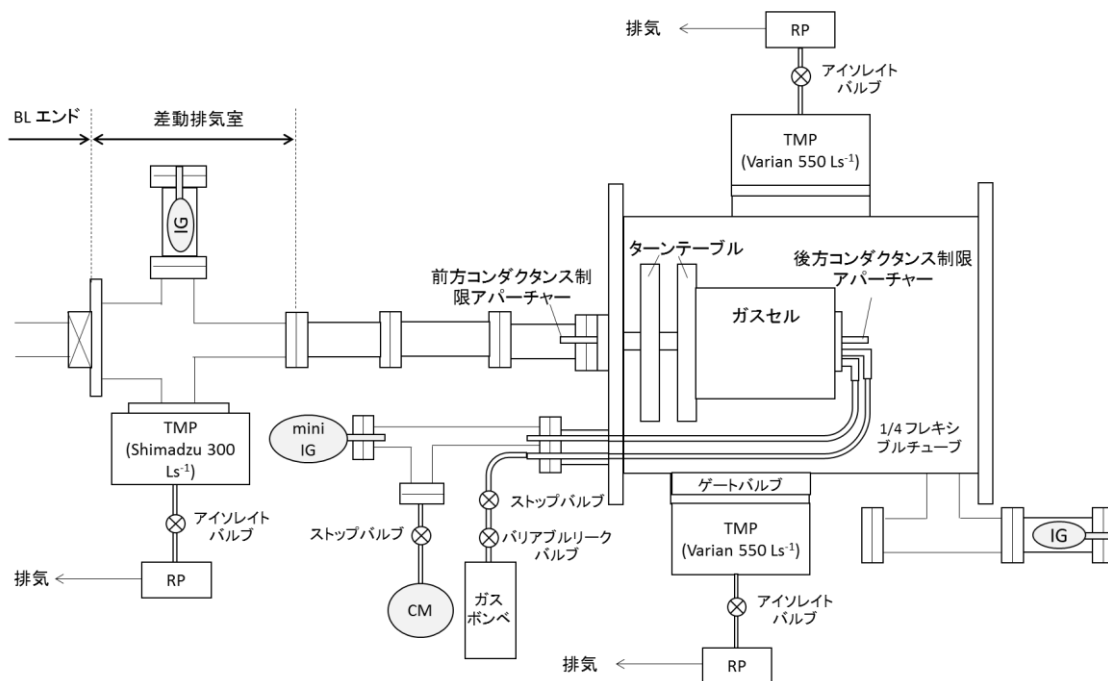 排気
RP
アイソレイト
バルブ
BL エンド
差動排気室
TMP
(Varian 550 Ls⁻¹)
IG
ターンテーブル
前方コンダクタンス制
限アパーチャー
後方コンダクタンス制限
アパーチャー
ガスセル
TMP
(Shimadzu 300
Ls⁻¹)
mini
IG
1/4 フレキシ
ブルチューブ
ゲートバルブ
ストップバルブ
アイソレイト
バルブ
ストップバルブ
バリアブルリーク
バルブ
TMP
(Varian 550 Ls⁻¹)
IG
排気
RP
CM
ガス
ボンベ
アイソレイト
バルブ
排気
RP